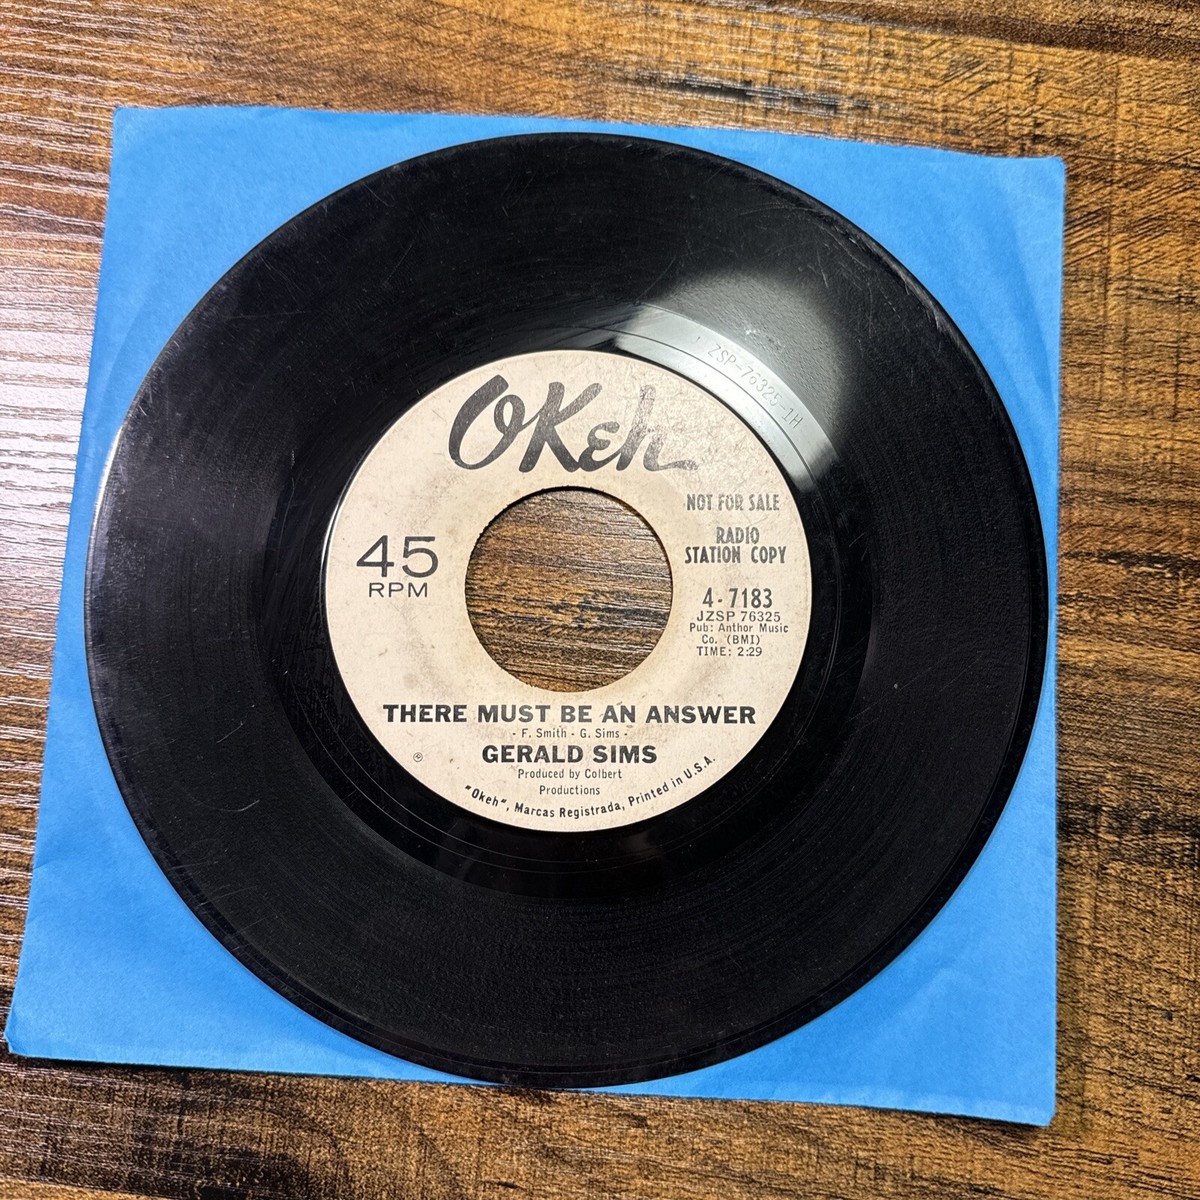 OKeh
ZSP-76325-1H
NOT FOR SALE
RADIO
STATION COPY
45
RPM
4-7183
JZSP 76325
Pub: Anthor Music
Co. (BMI)
TIME: 2:29
THERE MUST BE AN ANSWER
- F. Smith - G. Sims -
GERALD SIMS
Produced by Colbert
Productions
"Okeh", Marcas Registrada, Printed in U.S.A.